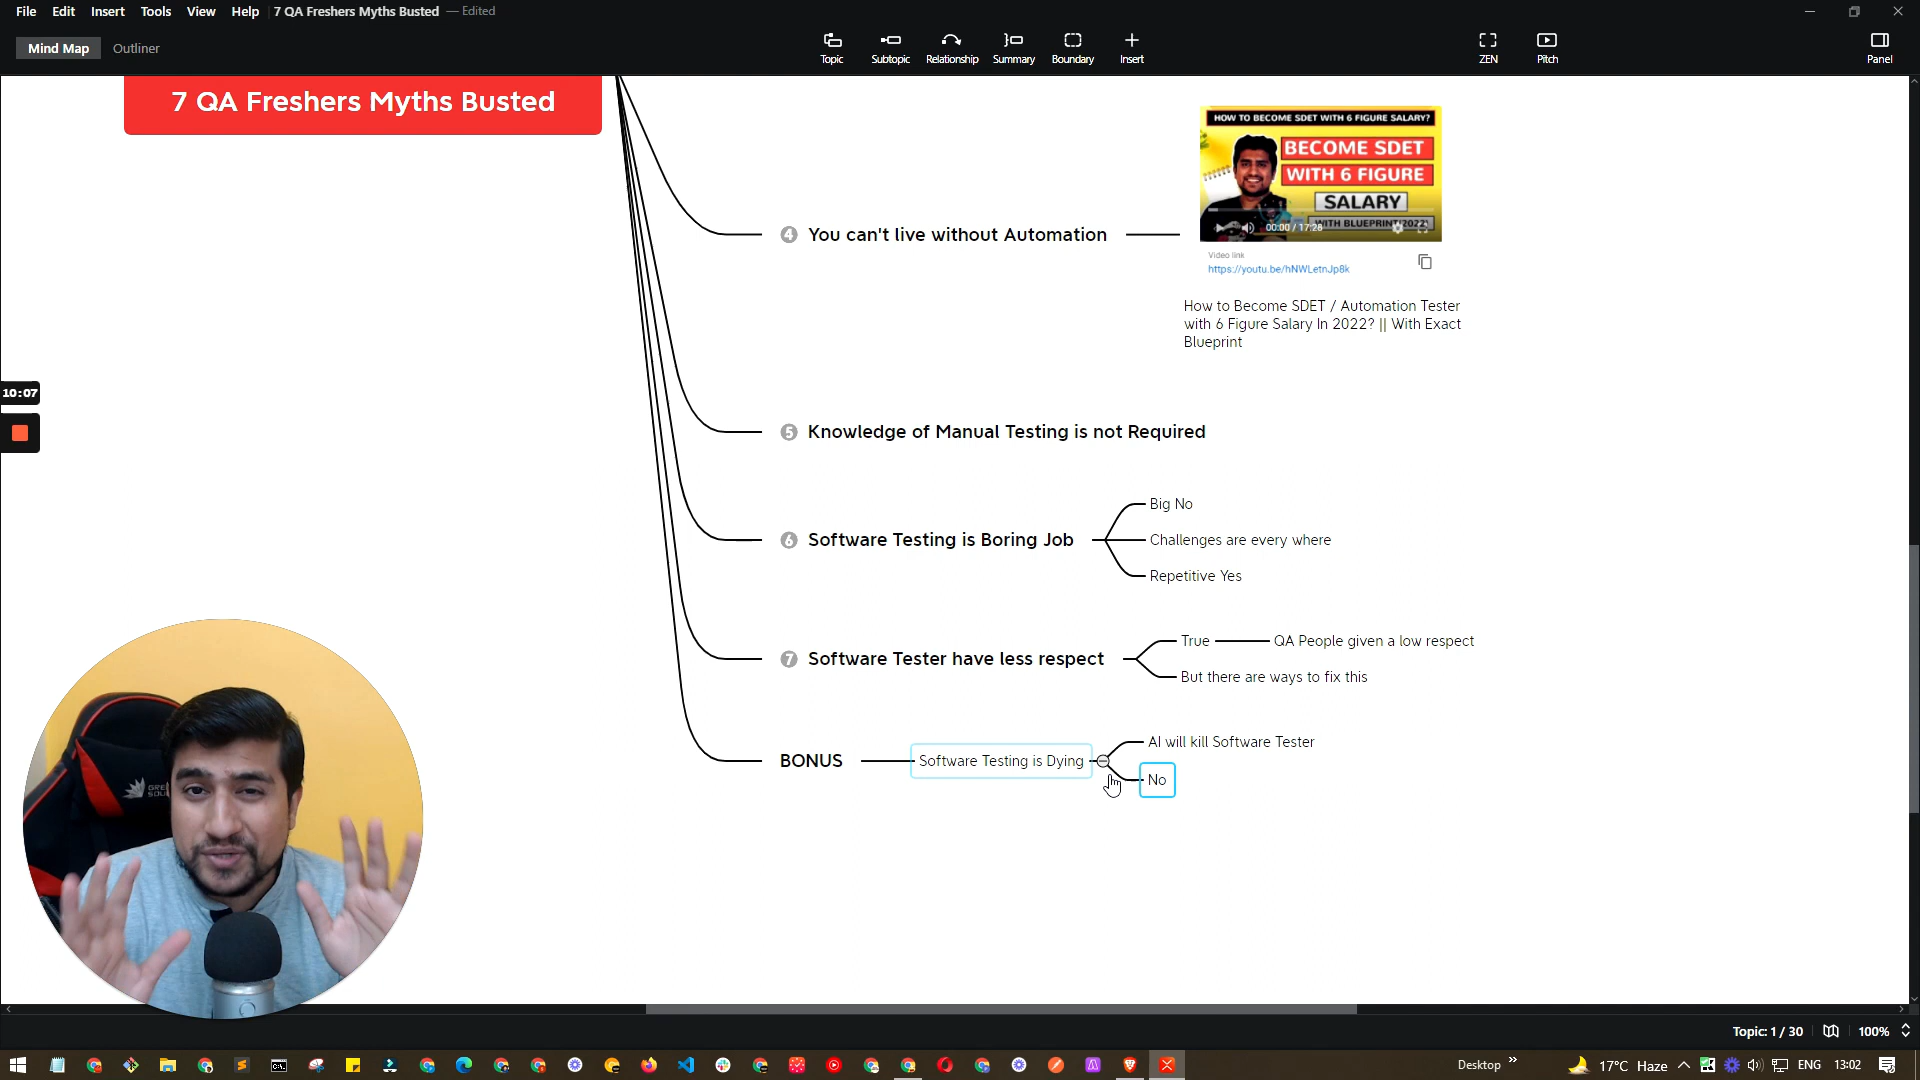 File Edit Insert Tools View Help 7 QA Freshers Myths Busted — Edited
Mind Map Outliner
Topic Subtopic Relationship Summary Boundary Insert ZEN Pitch Panel
7 QA Freshers Myths Busted
HOW TO BECOME SDET WITH 6 FIGURE SALARY?
BECOME SDET
WITH 6 FIGURE
SALARY
WITH BLUEPRINT 2022
00:00 / 17:28
Video link
https://youtu.be/hNWLetnJp8k
4 You can't live without Automation
How to Become SDET / Automation Tester
with 6 Figure Salary In 2022? || With Exact
Blueprint
10:07
5 Knowledge of Manual Testing is not Required
6 Software Testing is Boring Job
Big No
Challenges are every where
Repetitive Yes
7 Software Tester have less respect
True QA People given a low respect
But there are ways to fix this
BONUS Software Testing is Dying
AI will kill Software Tester
No
Topic: 1 / 30 100%
Desktop 17°C Haze ENG 13:02